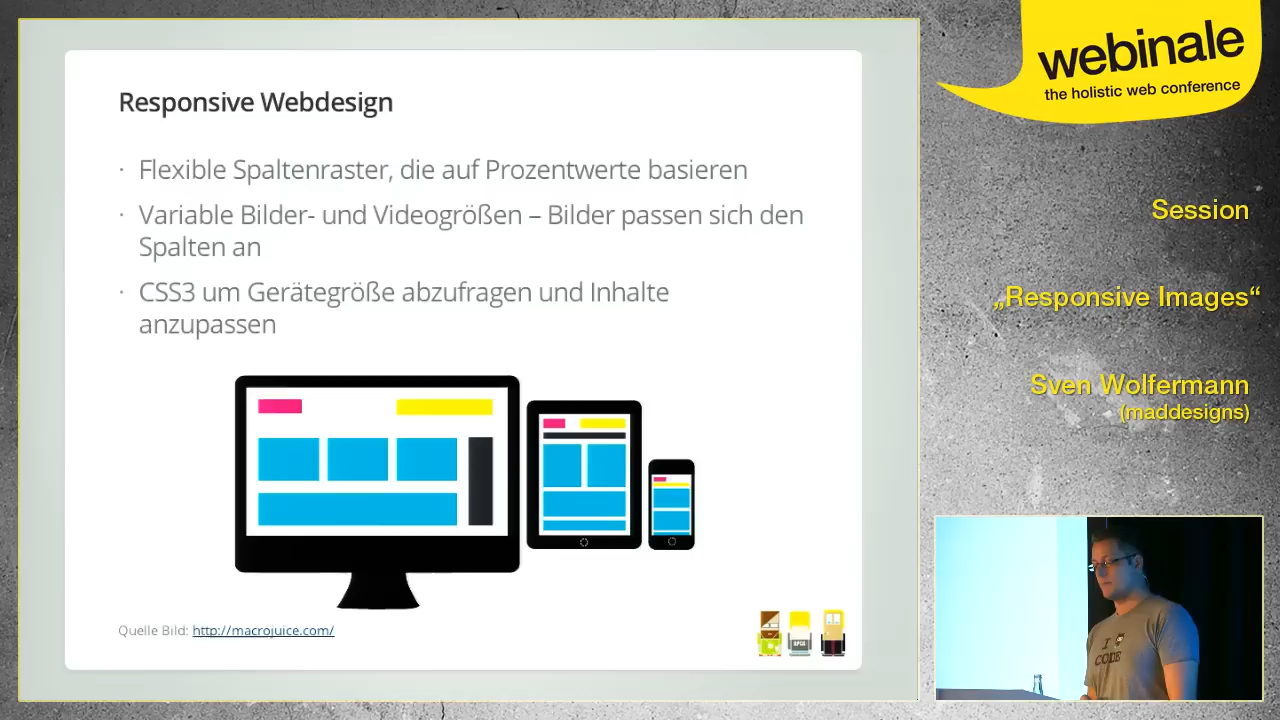 Responsive Webdesign
· Flexible Spaltenraster, die auf Prozentwerte basieren
· Variable Bilder- und Videogrößen – Bilder passen sich den
Spalten an
· CSS3 um Gerätegröße abzufragen und Inhalte
anzupassen
Quelle Bild: http://macrojuice.com/
webinale
the holistic web conference
Session
„Responsive Images“
Sven Wolfermann
(maddesigns)
I
CODE